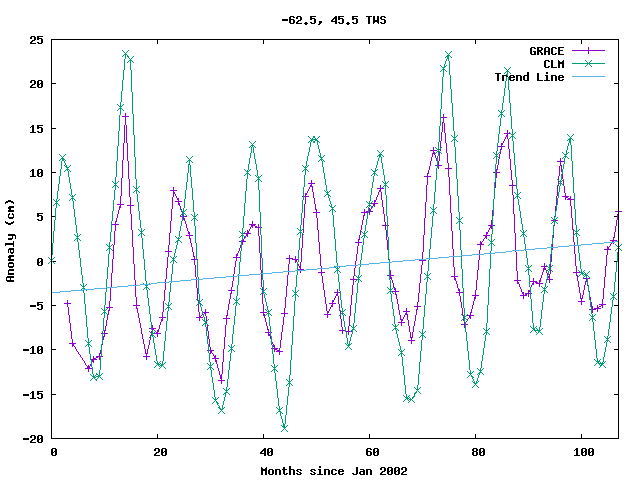 -62.5, 45.5 TWS
GRACE
CLM
Trend Line
25
20
15
10
5
0
-5
-10
-15
-20
Anomaly (cm)
0 20 40 60 80 100
Months since Jan 2002